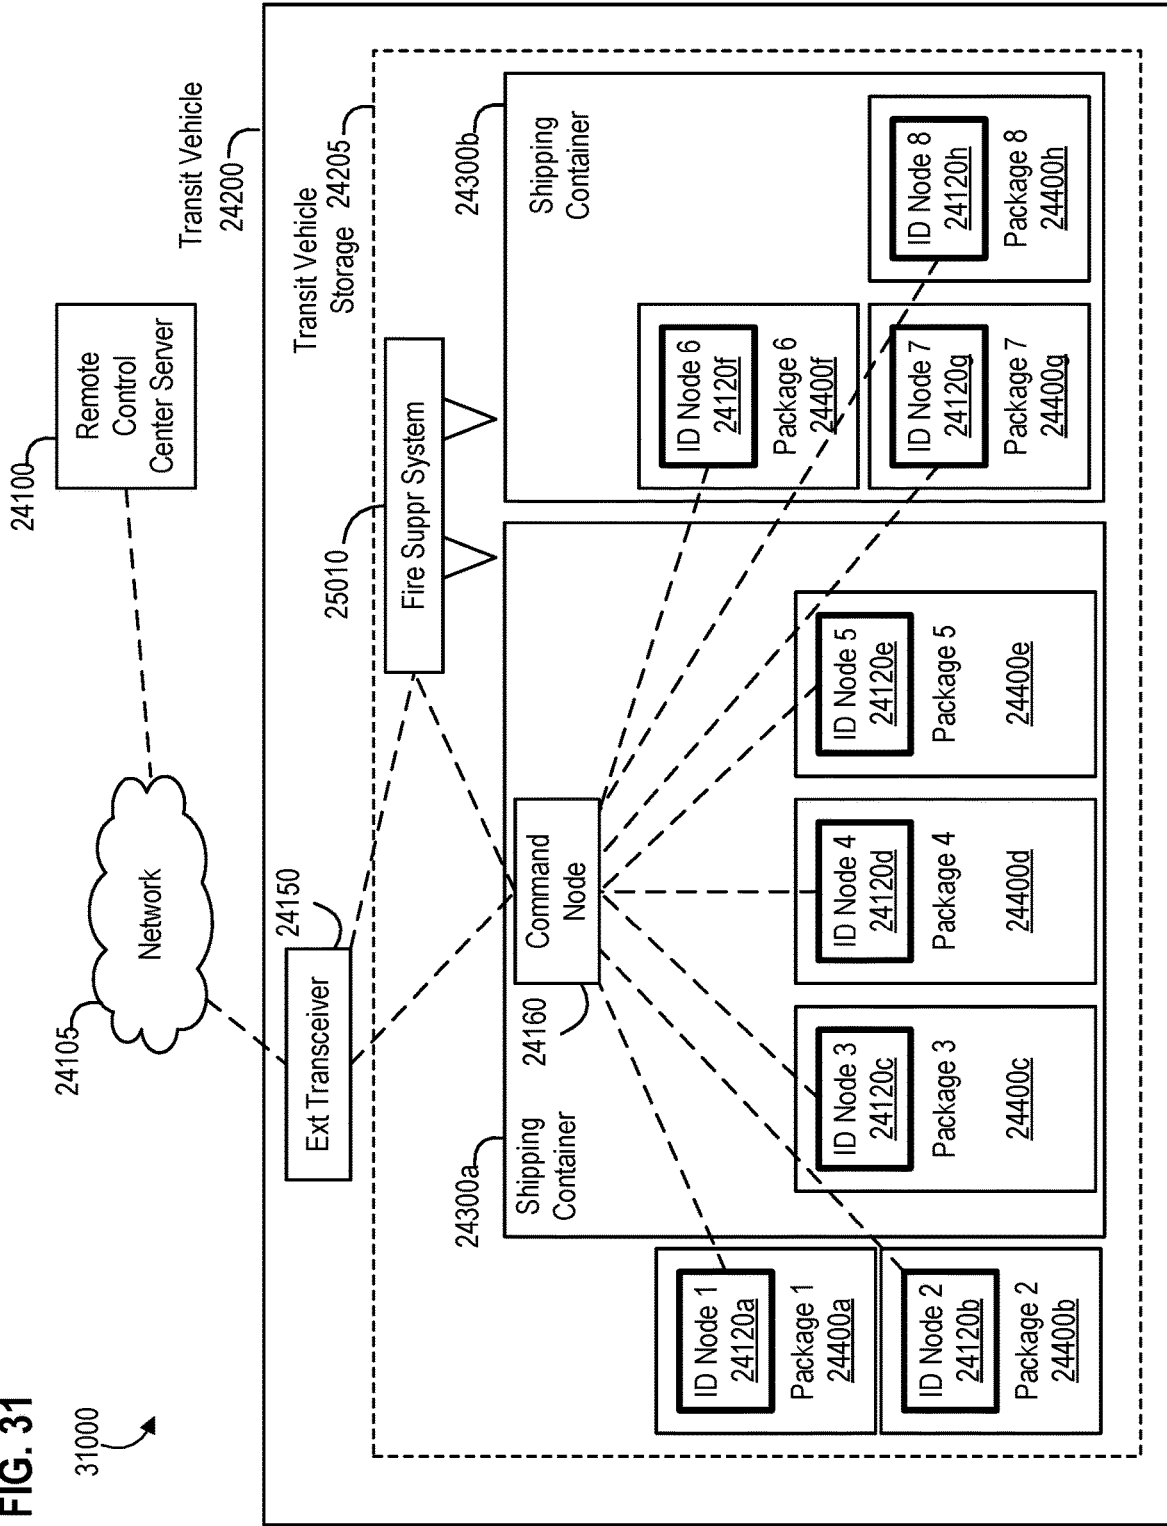 FIG. 31
31000
24100
Remote
Control
Center Server
24105
Network
Transit Vehicle
24200
24150
Ext Transceiver
Transit Vehicle
Storage 24205
25010
Fire Suppr System
24300a
Shipping
Container
24160
Command
Node
24300b
Shipping
Container
ID Node 1
24120a
Package 1
24400a
ID Node 2
24120b
Package 2
24400b
ID Node 3
24120c
Package 3
24400c
ID Node 4
24120d
Package 4
24400d
ID Node 5
24120e
Package 5
24400e
ID Node 6
24120f
Package 6
24400f
ID Node 7
24120g
Package 7
24400g
ID Node 8
24120h
Package 8
24400h